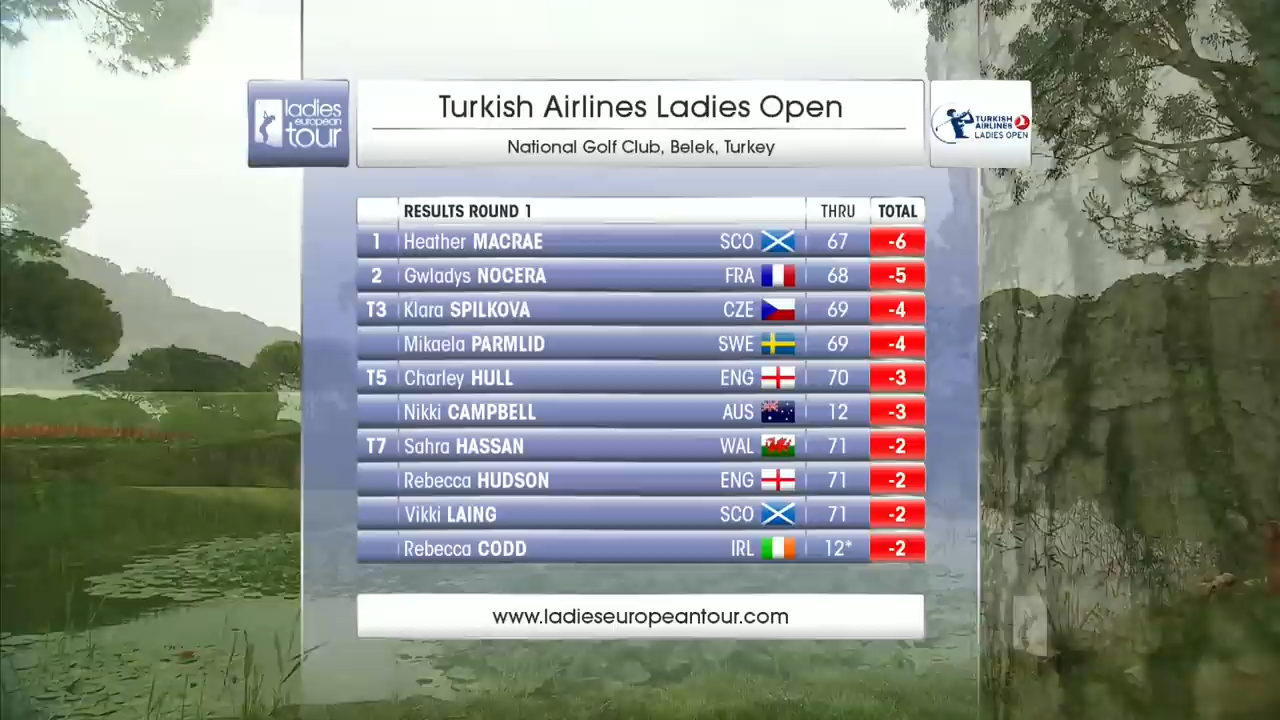 ladies
european
tour
Turkish Airlines Ladies Open
National Golf Club, Belek, Turkey
TURKISH
AIRLINES
LADIES OPEN
RESULTS ROUND 1 THRU TOTAL
1 Heather MACRAE SCO 67 -6
2 Gwladys NOCERA FRA 68 -5
T3 Klara SPILKOVA CZE 69 -4
Mikaela PARMLID SWE 69 -4
T5 Charley HULL ENG 70 -3
Nikki CAMPBELL AUS 12 -3
T7 Sahra HASSAN WAL 71 -2
Rebecca HUDSON ENG 71 -2
Vikki LAING SCO 71 -2
Rebecca CODD IRL 12* -2
www.ladieseuropeantour.com